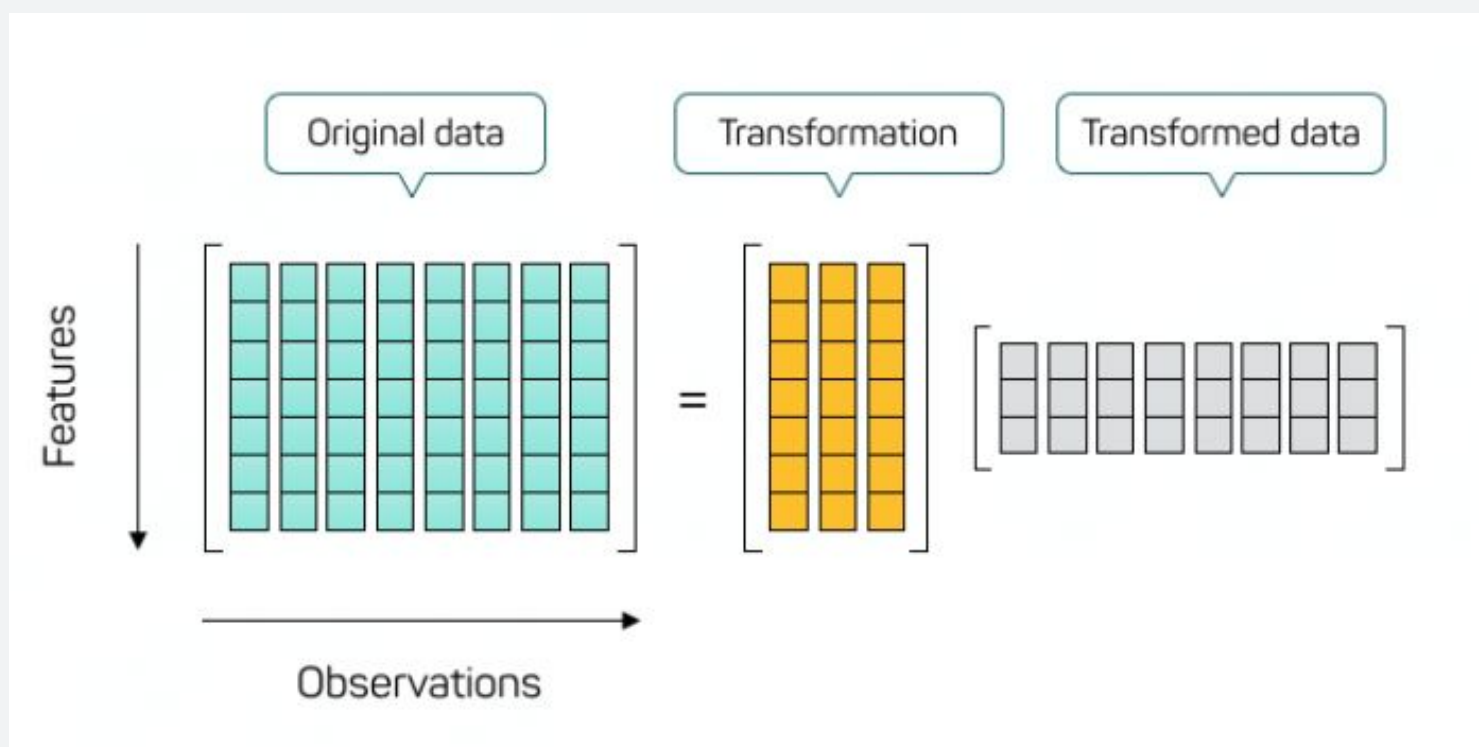 Original data
Transformation
Transformed data
Features
=
Observations